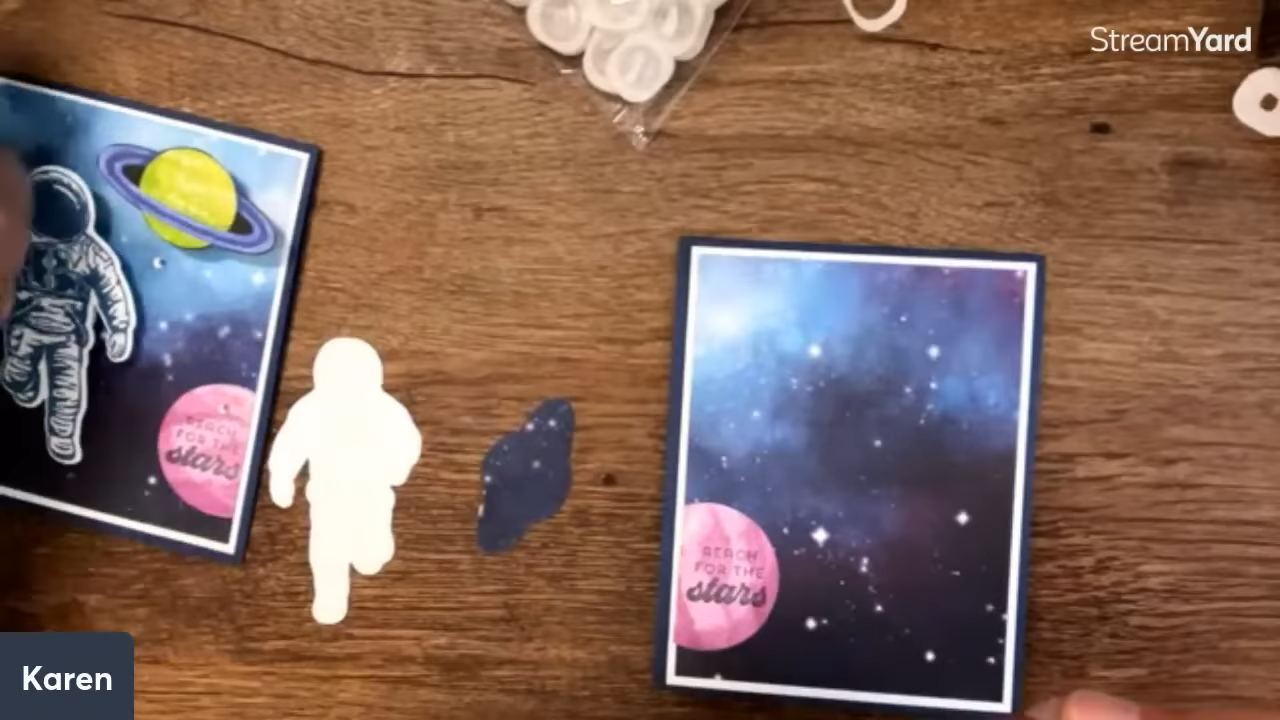 StreamYard
REACH
FOR THE
stars
REACH
FOR THE
stars
Karen